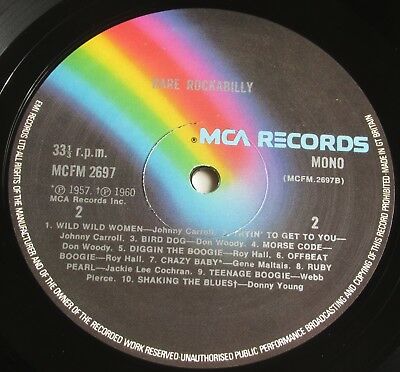 RARE ROCKABILLY
®MCA RECORDS
33⅓ r.p.m.
MONO
MCFM 2697
(MCFM.2697B)
*Ⓟ 1957. †Ⓟ 1960
MCA Records Inc.
2
2
1. WILD WILD WOMEN—Johnny Carroll. 2. TRYIN' TO GET TO YOU—
Johnny Carroll. 3. BIRD DOG—Don Woody. 4. MORSE CODE—
Don Woody. 5. DIGGIN THE BOOGIE—Roy Hall. 6. OFFBEAT
BOOGIE—Roy Hall. 7. CRAZY BABY*—Gene Maltais. 8. RUBY
PEARL—Jackie Lee Cochran. 9. TEENAGE BOOGIE—Webb
Pierce. 10. SHAKING THE BLUES†—Donny Young
EMI RECORDS LTD ALL RIGHTS OF THE MANUFACTURER AND OF THE OWNER OF THE RECORDED WORK RESERVED-UNAUTHORISED PUBLIC PERFORMANCE BROADCASTING AND COPYING OF THIS RECORD PROHIBITED-MADE IN GT BRITAIN